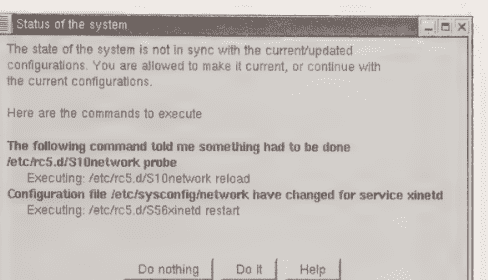 Status of the system
The state of the system is not in sync with the current/updated
configurations. You are allowed to make it current, or continue with
the current configurations.
Here are the commands to execute
The following command told me something had to be done
/etc/rc5.d/S10network probe
Executing: /etc/rc5.d/S10network reload
Configuration file /etc/sysconfig/network have changed for service xinetd
Executing: /etc/rc5.d/S56xinetd restart
Do nothing Do it Help